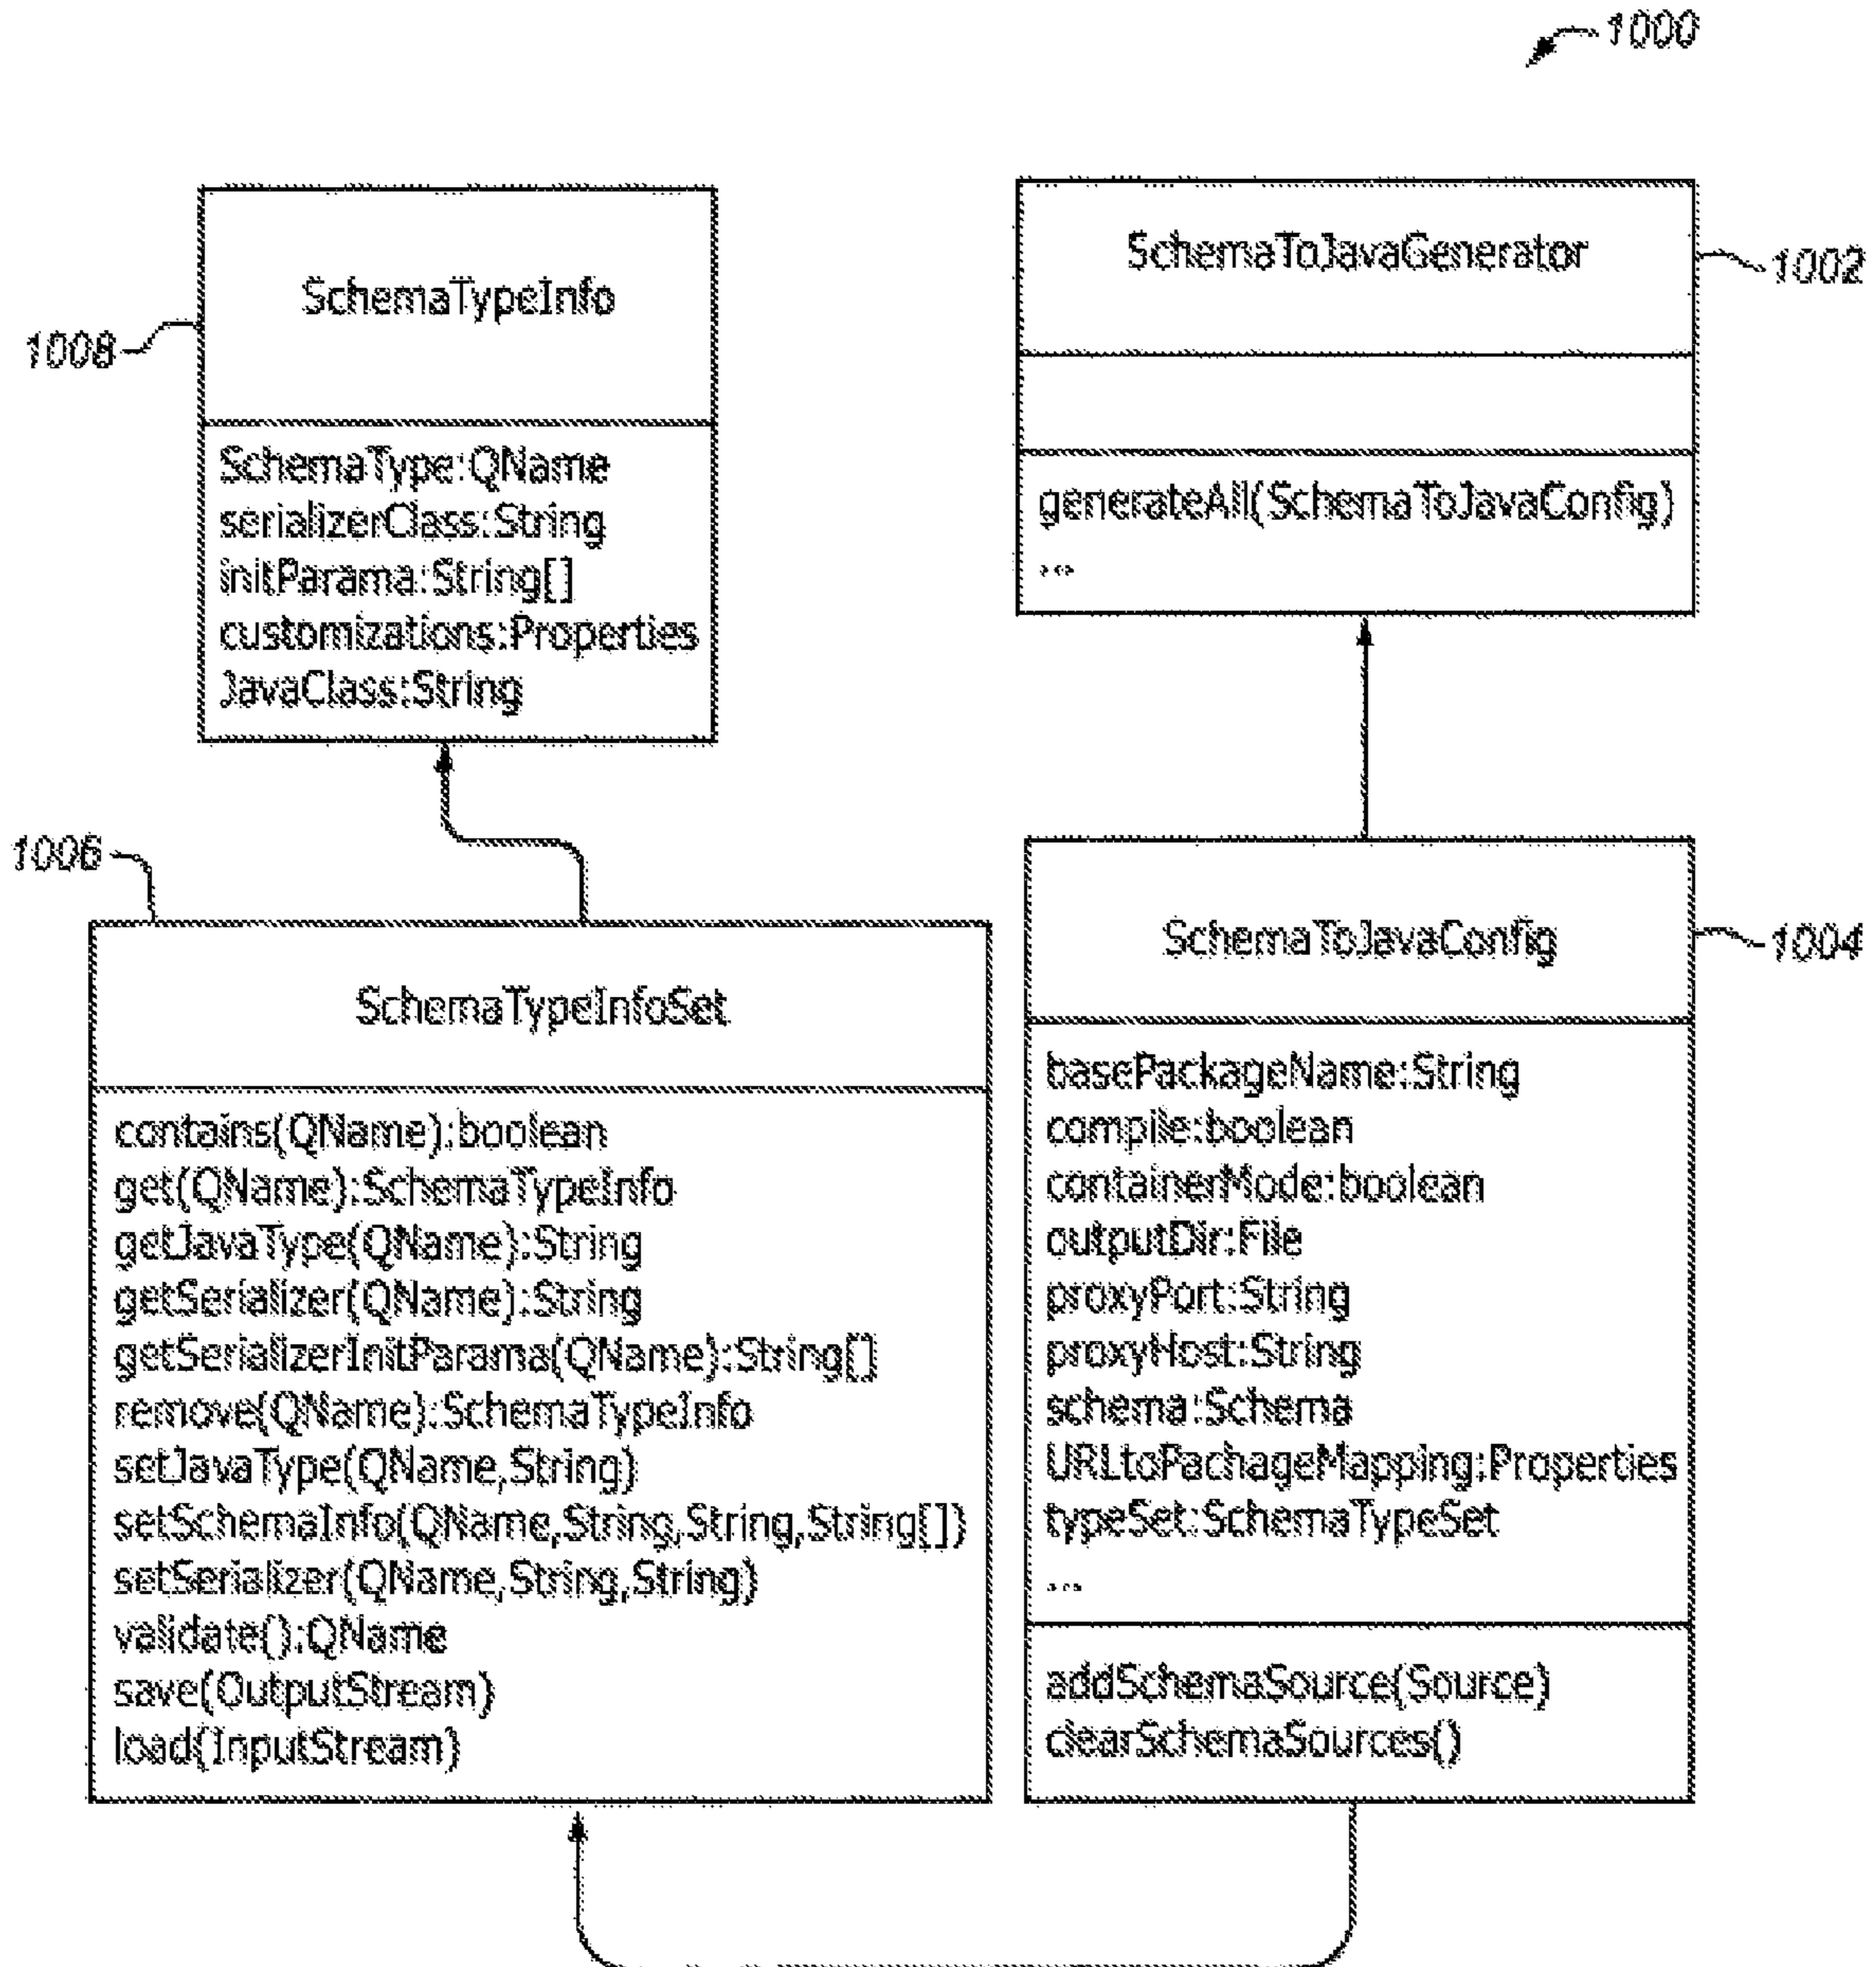 1000
SchemaTypeInfo
1008
SchemaType:QName
serializerClass:String
initParama:String[]
customizations:Properties
JavaClass:String
SchemaToJavaGenerator
1002
generateAll(SchemaToJavaConfig)
...
1006
SchemaTypeInfoSet
contains(QName):boolean
get(QName):SchemaTypeInfo
getJavaType(QName):String
getSerializer(QName):String
getSerializerInitParama(QName):String[]
remove(QName):SchemaTypeInfo
setJavaType(QName,String)
setSchemaInfo(QName,String,String,String[])
setSerializer(QName,String,String)
validate():QName
save(OutputStream)
load(InputStream)
SchemaToJavaConfig
1004
basePackageName:String
compile:boolean
containerMode:boolean
outputDir:File
proxyPort:String
proxyHost:String
schema:Schema
URLtoPachageMapping:Properties
typeSet:SchemaTypeSet
...
addSchemaSource(Source)
clearSchemaSources()